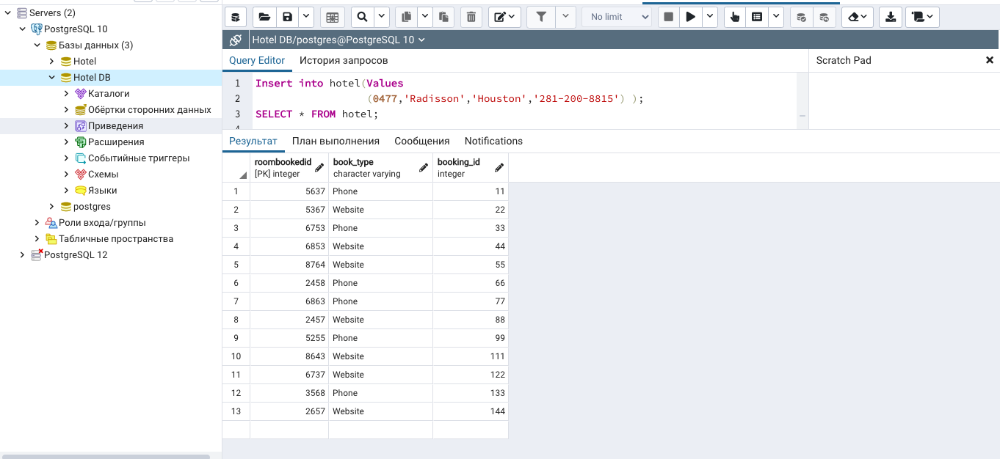 Servers (2)
PostgreSQL 10
Базы данных (3)
Hotel
Hotel DB
Каталоги
Обёртки сторонних данных
Приведения
Расширения
Событийные триггеры
Схемы
Языки
postgres
Роли входа/группы
Табличные пространства
PostgreSQL 12
No limit
Hotel DB/postgres@PostgreSQL 10
Query Editor История запросов
Scratch Pad
1 Insert into hotel(Values
2 (0477,'Radisson','Houston','281-200-8815') );
3 SELECT * FROM hotel;
4
Результат План выполнения Сообщения Notifications
roombookedid book_type booking_id
[PK] integer character varying integer
1 5637 Phone 11
2 5367 Website 22
3 6753 Phone 33
4 6853 Website 44
5 8764 Website 55
6 2458 Phone 66
7 6863 Phone 77
8 2457 Website 88
9 5255 Phone 99
10 8643 Website 111
11 6737 Website 122
12 3568 Phone 133
13 2657 Website 144